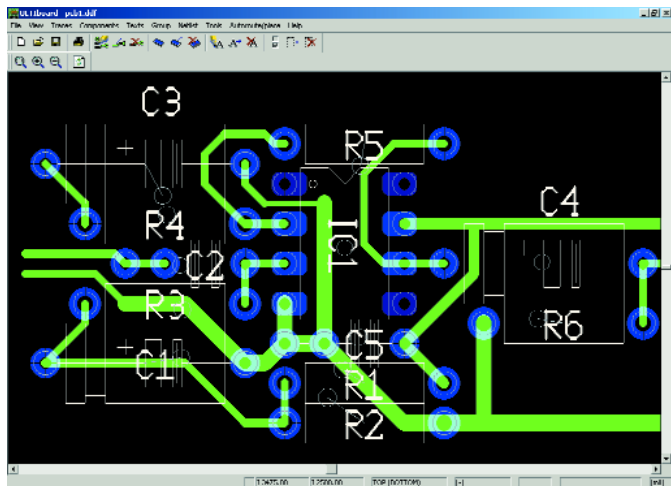 ULTIboard - pcb1.ddf
File View Traces Components Texts Group Netlist Tools Autoroute/place Help
C3
R5
C4
R4
IC1
C2
R3
R6
C5
C1
R1
R2
TOP (BOTTOM) [-] [mil]